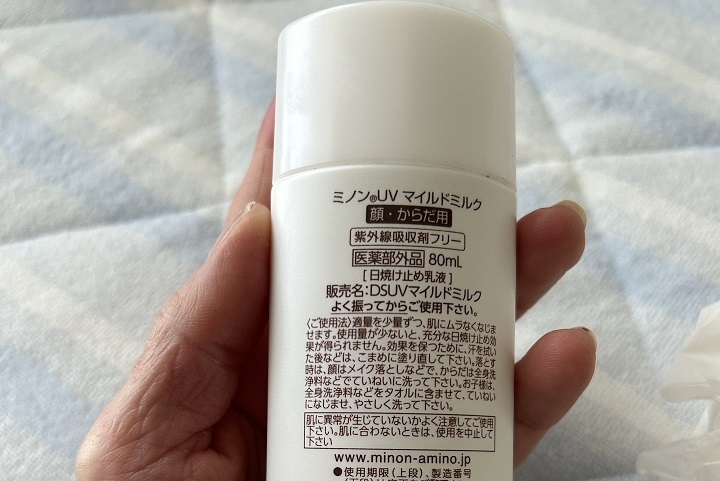 ミノン®UV マイルドミルク
顔・からだ用
紫外線吸収剤フリー
医薬部外品 80mL
[日焼け止め乳液]
販売名:DSUVマイルドミルク
よく振ってからご使用下さい。
〈ご使用法〉適量を少量ずつ、肌にムラなくなじま
せます。使用量が少ないと、充分な日焼け止め効
果が得られません。効果を保つために、汗を拭い
た後などは、こまめに塗り直して下さい。落とす
時は、顔はメイク落としなどで、からだは全身洗
浄料などでていねいに洗って下さい。お子様は、
全身洗浄料などをタオルに含ませて、ていねい
になじませ、やさしく洗って下さい。
肌に異常が生じていないかよく注意してご使用
下さい。肌に合わないときは、使用を中止して
下さい
www.minon-amino.jp
●使用期限(上段)、製造番号